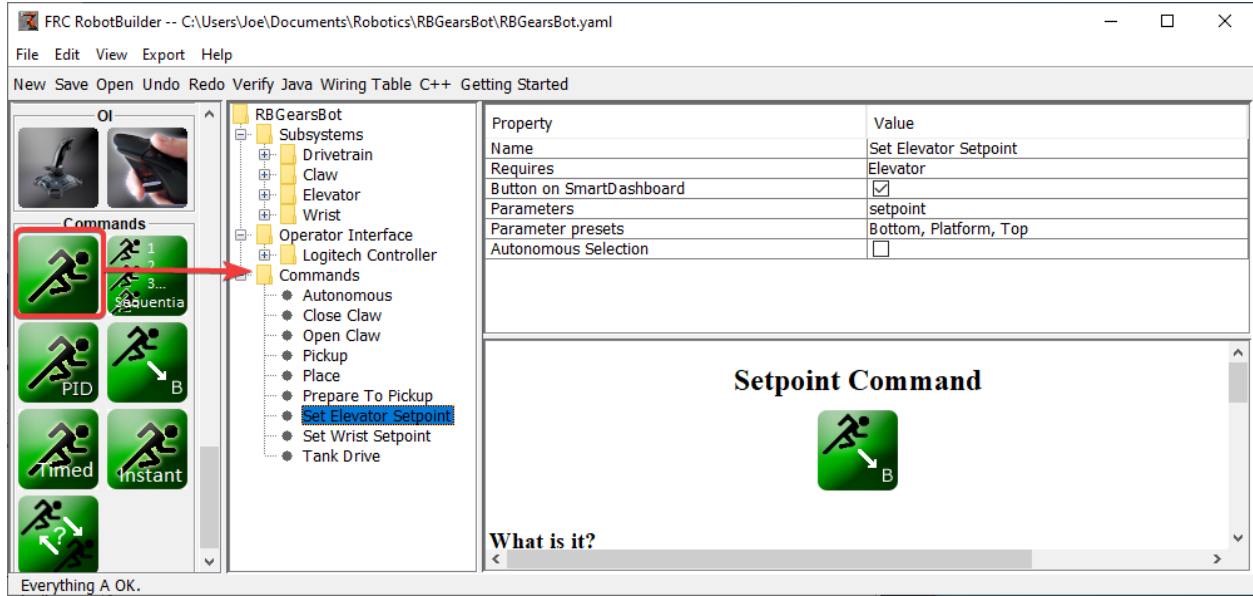 FRC RobotBuilder -- C:\Users\Joe\Documents\Robotics\RBGearsBot\RBGearsBot.yaml
File Edit View Export Help
New Save Open Undo Redo Verify Java Wiring Table C++ Getting Started
OI
Commands
1
2
3...
Sequentia
PID
B
Timed
Instant
?
RBGearsBot
Subsystems
Drivetrain
Claw
Elevator
Wrist
Operator Interface
Logitech Controller
Commands
Autonomous
Close Claw
Open Claw
Pickup
Place
Prepare To Pickup
Set Elevator Setpoint
Set Wrist Setpoint
Tank Drive
Property Value
Name Set Elevator Setpoint
Requires Elevator
Button on SmartDashboard
Parameters setpoint
Parameter presets Bottom, Platform, Top
Autonomous Selection
Setpoint Command
B
What is it?
Everything A OK.